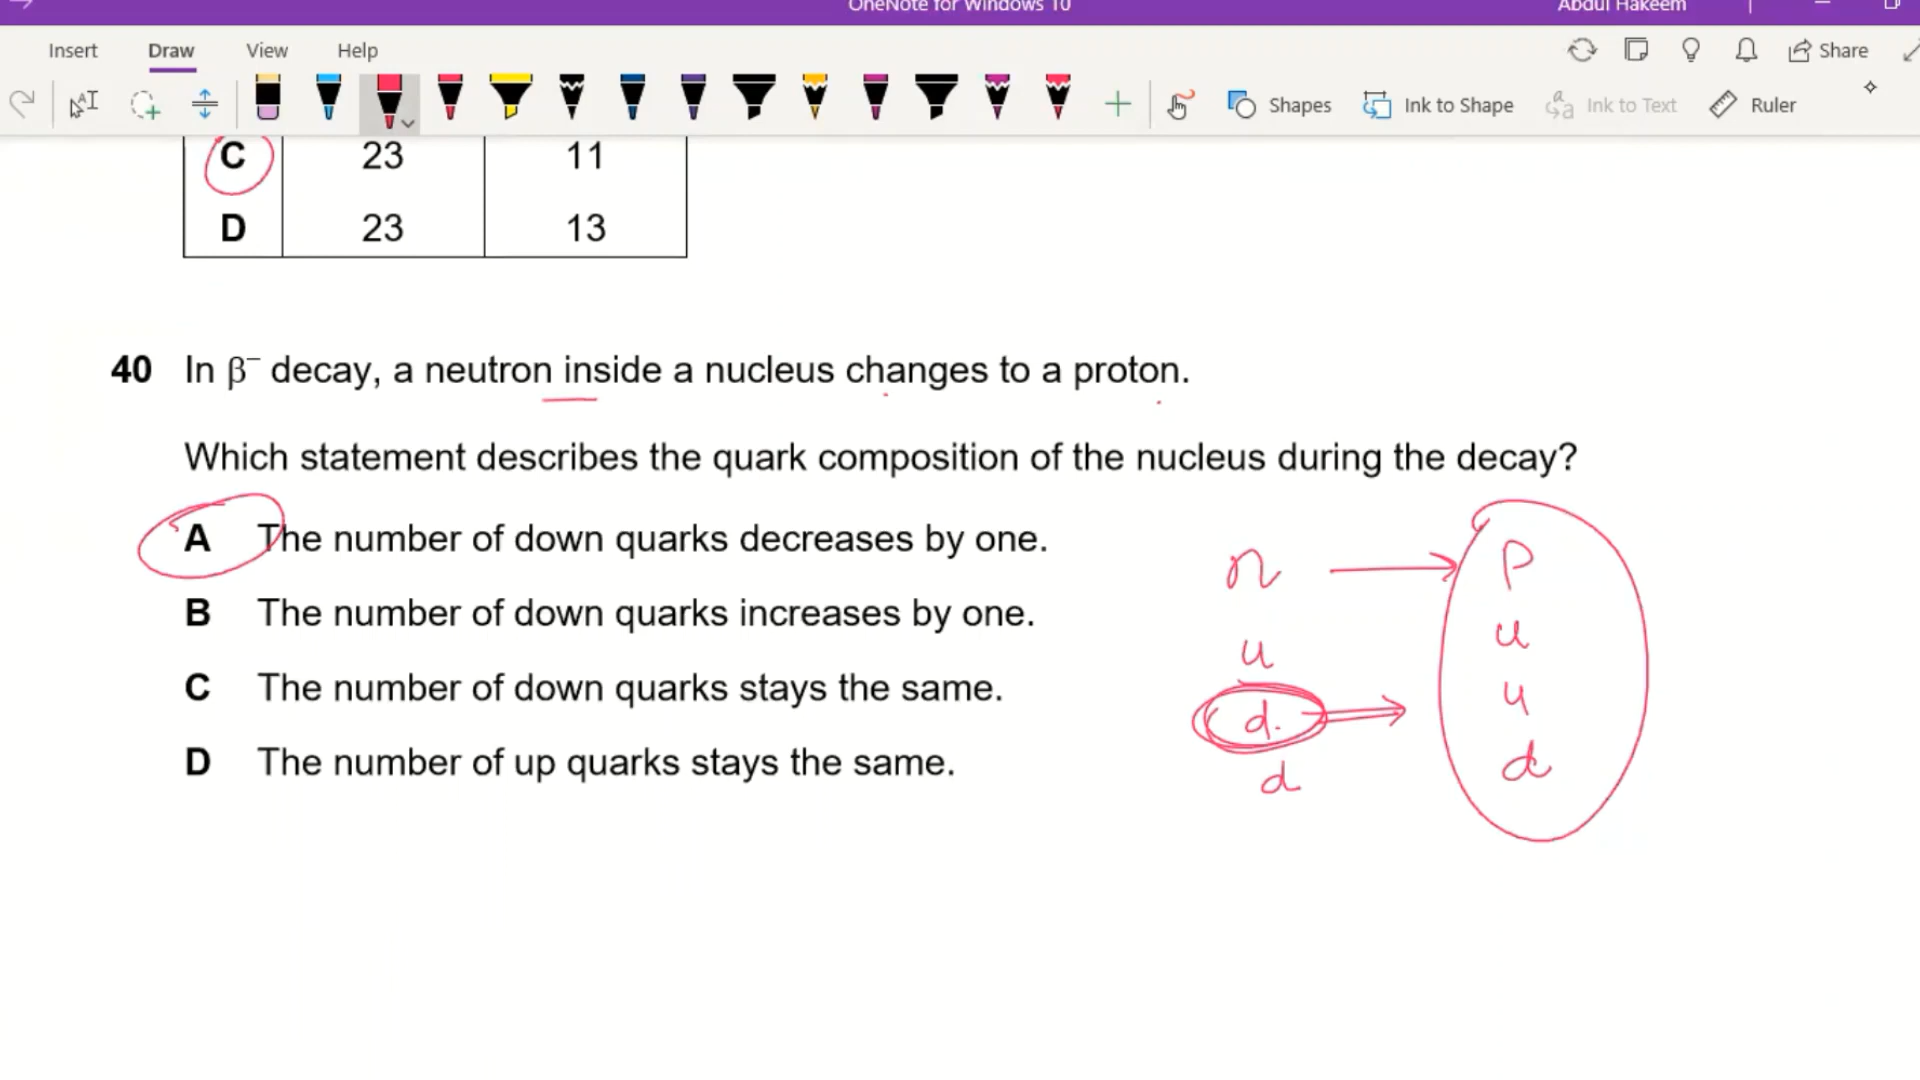 OneNote for Windows 10
Abdul Hakeem
Insert
Draw
View
Help
Share
Shapes
Ink to Shape
Ink to Text
Ruler
C 23 11
D 23 13
40 In β⁻ decay, a neutron inside a nucleus changes to a proton.
Which statement describes the quark composition of the nucleus during the decay?
A The number of down quarks decreases by one.
B The number of down quarks increases by one.
C The number of down quarks stays the same.
D The number of up quarks stays the same.
n → p
u u
d. ⇒ u
d d